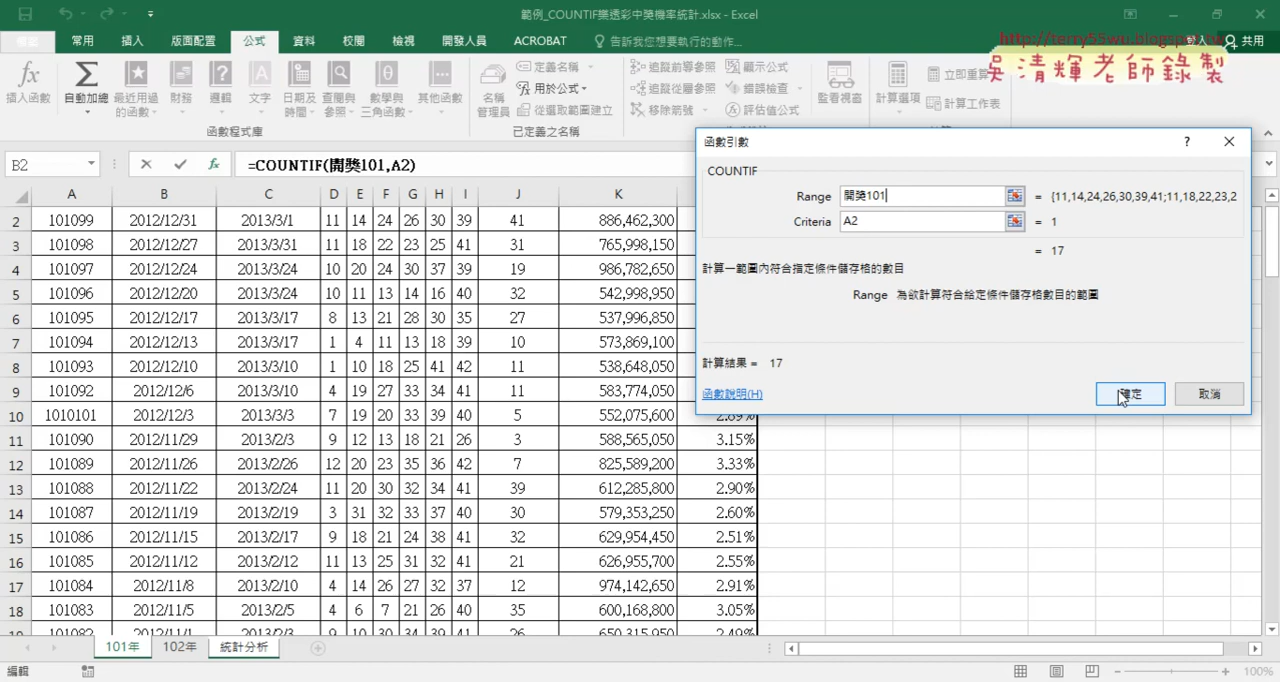 範例_COUNTIF樂透彩中獎機率統計.xlsx - Excel
檔案 常用 插入 版面配置 公式 資料 校閱 檢視 開發人員 ACROBAT 告訴我您想要執行的動作... 登入 共用
http://terry55wu.blogspot.tw
吳清輝老師錄製
插入函數 自動加總 最近用過的函數 財務 邏輯 文字 日期及時間 查閱與參照 數學與三角函數 其他函數 名稱管理員 定義名稱 用於公式 從選取範圍建立 追蹤前導參照 追蹤從屬參照 移除箭號 顯示公式 錯誤檢查 評估值公式 監看視窗 計算選項 立即重算 計算工作表
函數程式庫 已定義之名稱
B2 fx =COUNTIF(開獎101,A2)
函數引數 ?
COUNTIF
Range 開獎101 = {11,14,24,26,30,39,41;11,18,22,23,2
Criteria A2 = 1
= 17
計算一範圍內符合指定條件儲存格的數目
Range 為欲計算符合給定條件儲存格數目的範圍
計算結果 = 17
函數說明(H) 確定 取消
A B C D E F G H I J K
2 101099 2012/12/31 2013/3/1 11 14 24 26 30 39 41 886,462,300
3 101098 2012/12/27 2013/3/31 11 18 22 23 25 41 31 765,998,150
4 101097 2012/12/24 2013/3/24 10 20 24 30 37 39 19 986,782,650
5 101096 2012/12/20 2013/3/24 10 11 13 14 16 40 32 542,998,950
6 101095 2012/12/17 2013/3/17 8 13 21 28 30 35 27 537,996,850
7 101094 2012/12/13 2013/3/17 1 4 11 13 18 39 10 573,869,100
8 101093 2012/12/10 2013/3/10 1 10 18 25 41 42 11 538,648,050
9 101092 2012/12/6 2013/3/10 4 19 27 33 34 41 11 583,774,050
10 1010101 2012/12/3 2013/3/3 7 19 20 33 39 40 5 552,075,600 2.89%
11 101090 2012/11/29 2013/2/3 9 12 13 18 21 26 3 588,565,050 3.15%
12 101089 2012/11/26 2013/2/26 12 20 23 35 36 42 7 825,589,200 3.33%
13 101088 2012/11/22 2013/2/24 11 20 30 32 34 41 39 612,285,800 2.90%
14 101087 2012/11/19 2013/2/19 3 31 32 33 37 40 30 579,353,250 2.60%
15 101086 2012/11/15 2013/2/17 9 18 21 24 38 41 32 629,954,450 2.51%
16 101085 2012/11/12 2013/2/12 11 13 25 31 32 41 21 626,955,700 2.55%
17 101084 2012/11/8 2013/2/10 4 14 26 27 32 37 12 974,142,650 2.91%
18 101083 2012/11/5 2013/2/5 4 6 7 21 26 40 35 600,168,800 3.05%
101082 2012/11/1 2013/2/3 9 10 30 34 39 41 26 650,315,950 2.49%
101年 102年 統計分析
編輯 100%